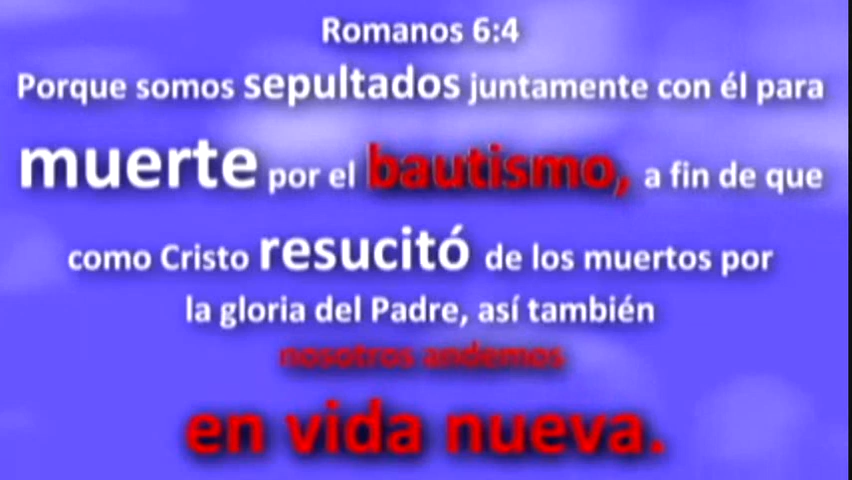 Romanos 6:4
Porque somos sepultados juntamente con él para
muerte por el bautismo, a fin de que
como Cristo resucitó de los muertos por
la gloria del Padre, así también
nosotros andemos
en vida nueva.